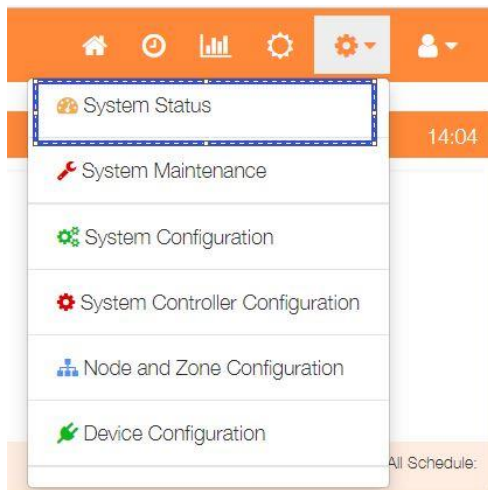 System Status
14:04
System Maintenance
System Configuration
System Controller Configuration
Node and Zone Configuration
Device Configuration
All Schedule: